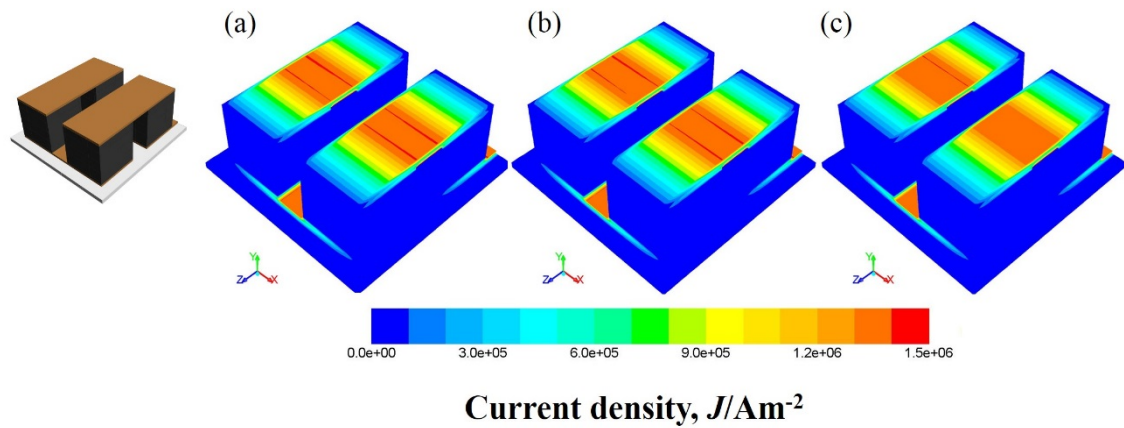 (a) (b) (c)
Y Z X Y Z X Y Z X
0.0e+00 3.0e+05 6.0e+05 9.0e+05 1.2e+06 1.5e+06
Current density, J/Am⁻²